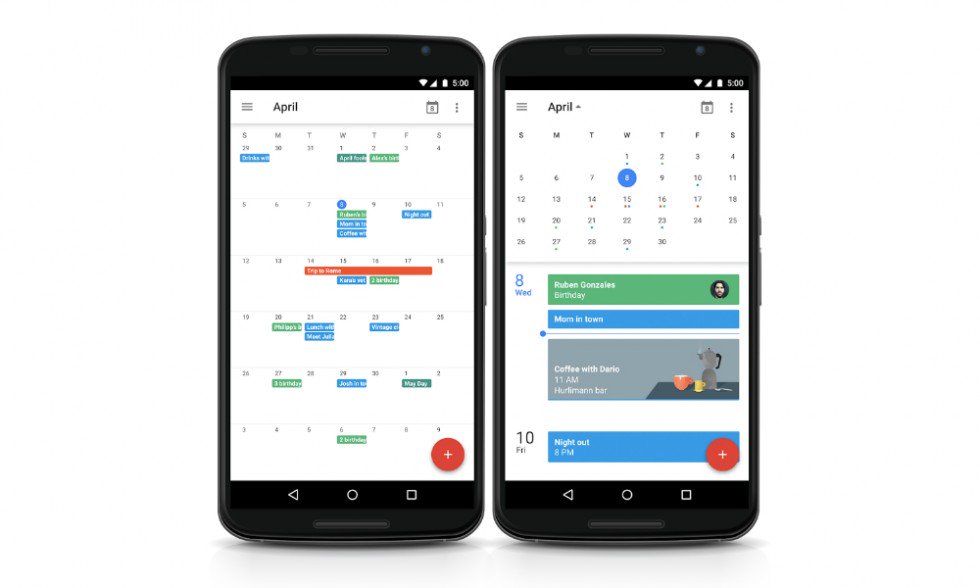 5:00
April
8
S M T W T F S
29 30 31 1 2 3 4
Drinks wit April fools Alex's birt
5 6 7 8 9 10 11
Ruben's bi Night out
Mom in to
Coffee wit
12 13 14 15 16 17 18
Trip to Rome
Kara's vet 2 birthday
19 20 21 22 23 24 25
Philipp's b Lunch with Vintage cl
Meet Julia
26 27 28 29 30 1 2
3 birthday Josh in to May Day
3 4 5 6 7 8 9
2 birthday
+
5:00
April
8
S M T W T F S
1 2 3 4
5 6 7 8 9 10 11
12 13 14 15 16 17 18
19 20 21 22 23 24 25
26 27 28 29 30
8
Wed
Ruben Gonzales
Birthday
Mom in town
Coffee with Dario
11 AM
Hurlimann bar
10
Fri
Night out
8 PM
+